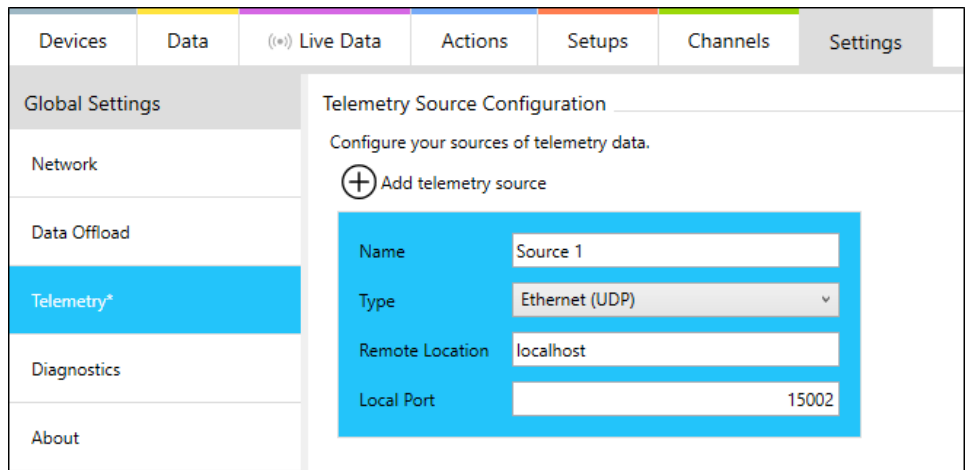 Devices Data Live Data Actions Setups Channels Settings
Global Settings
Network
Data Offload
Telemetry*
Diagnostics
About
Telemetry Source Configuration
Configure your sources of telemetry data.
Add telemetry source
Name Source 1
Type Ethernet (UDP)
Remote Location localhost
Local Port 15002